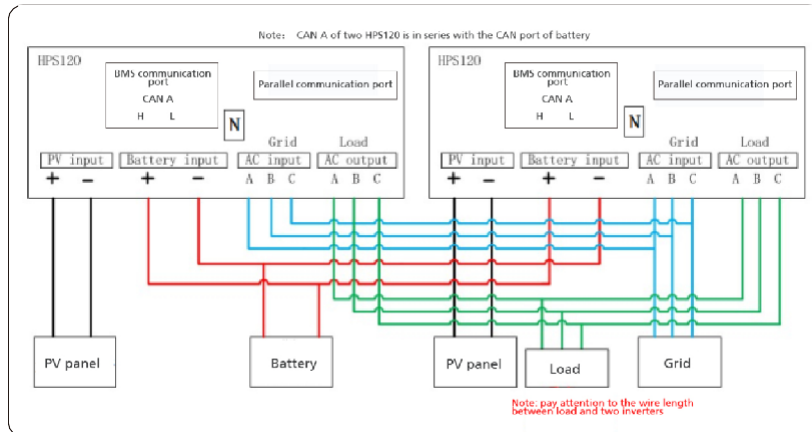 Note: CAN A of two HPS120 is in series with the CAN port of battery
HPS120
BMS communication
port
CAN A
H L
Parallel communication port
N
Grid Load
PV input Battery input AC input AC output
+ − + − A B C A B C
HPS120
BMS communication
port
CAN A
H L
Parallel communication port
N
Grid Load
PV input Battery input AC input AC output
+ − + − A B C A B C
PV panel
Battery
PV panel
Load
Grid
Note: pay attention to the wire length
between load and two inverters